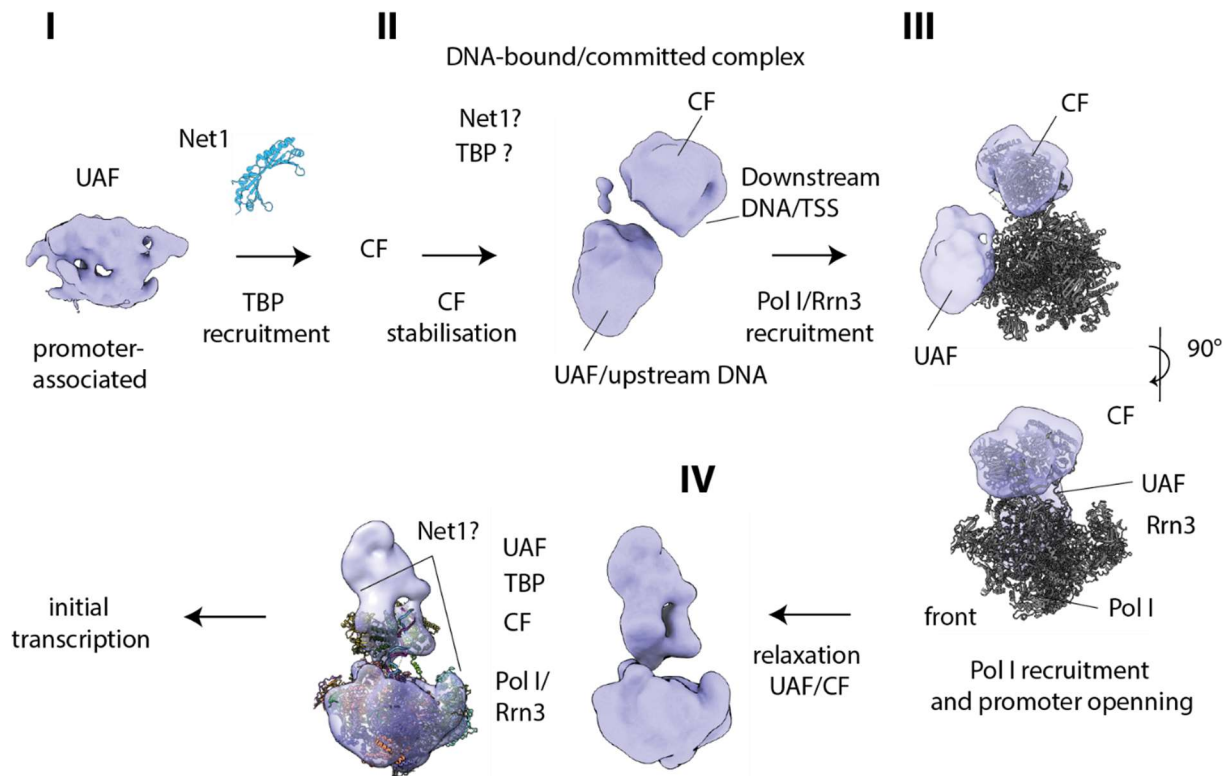 I
II
III
DNA-bound/committed complex
CF
CF
Net1?
TBP ?
Net1
UAF
Downstream
DNA/TSS
CF
TBP
recruitment
CF
stabilisation
Pol I/Rrn3
recruitment
promoter-
associated
UAF/upstream DNA
UAF
90°
CF
UAF
Rrn3
Pol I
front
Pol I recruitment
and promoter openning
IV
relaxation
UAF/CF
Net1?
UAF
TBP
CF
Pol I/
Rrn3
initial
transcription